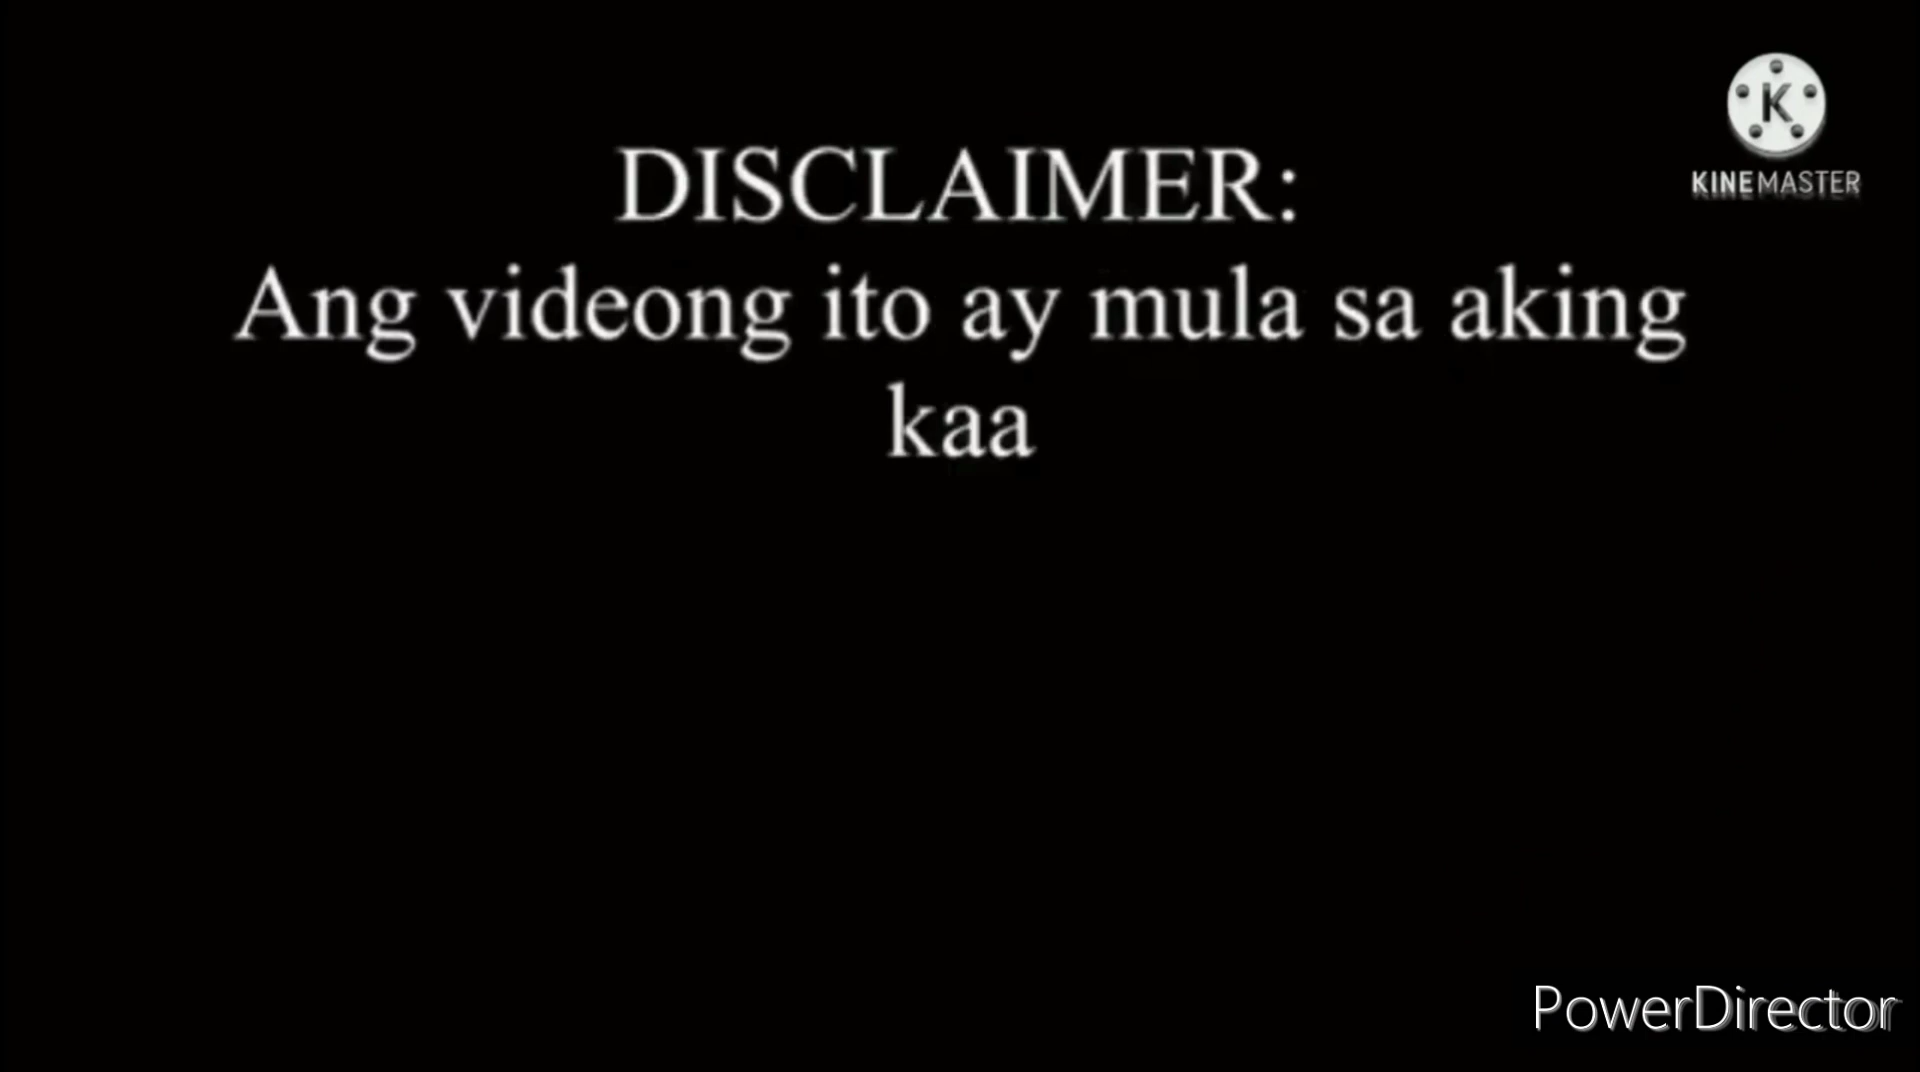 K
KINEMASTER
DISCLAIMER:
Ang videong ito ay mula sa aking
kaa
PowerDirector